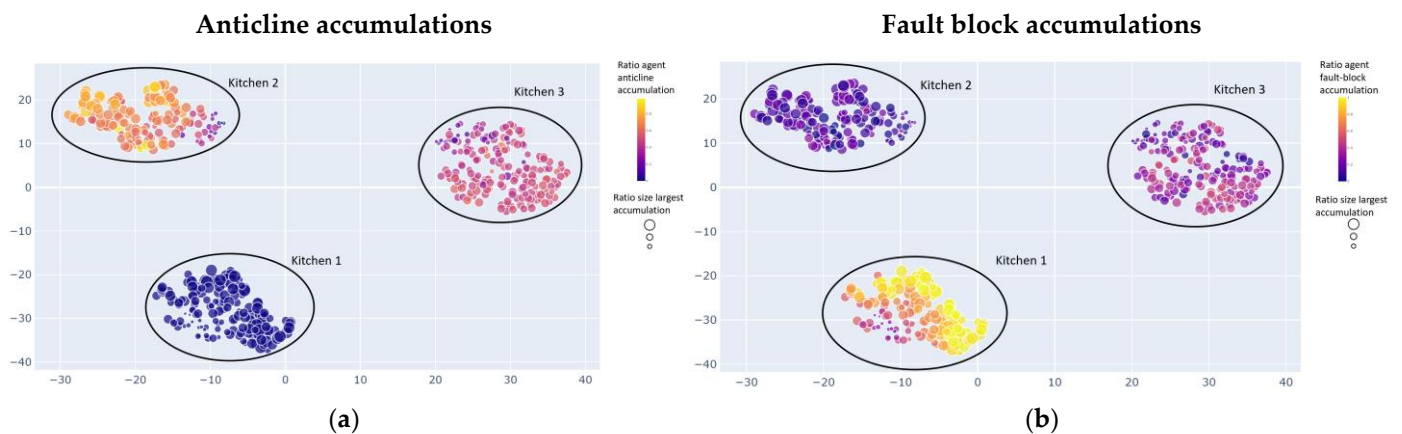 Anticline accumulations
Fault block accumulations
Kitchen 2
Kitchen 3
Kitchen 1
20
10
0
−10
−20
−30
−40
−30
−20
−10
0
10
20
30
40
Ratio agent
anticline
accumulation
Ratio size largest
accumulation
(a)
Kitchen 2
Kitchen 3
Kitchen 1
20
10
0
−10
−20
−30
−40
−30
−20
−10
0
10
20
30
40
Ratio agent
fault-block
accumulation
Ratio size largest
accumulation
(b)